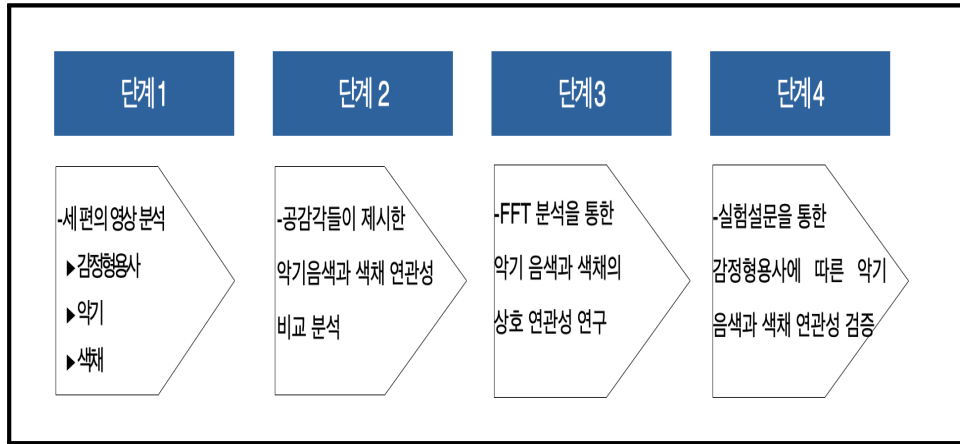 단계1
단계 2
단계3
단계4
-세 편의 영상 분석
▶감정형용사
▶악기
▶색채
-공감각들이 제시한
악기음색과 색채 연관성
비교 분석
-FFT 분석을 통한
악기 음색과 색채의
상호 연관성 연구
-실험설문을 통한
감정형용사에 따른 악기
음색과 색채 연관성 검증